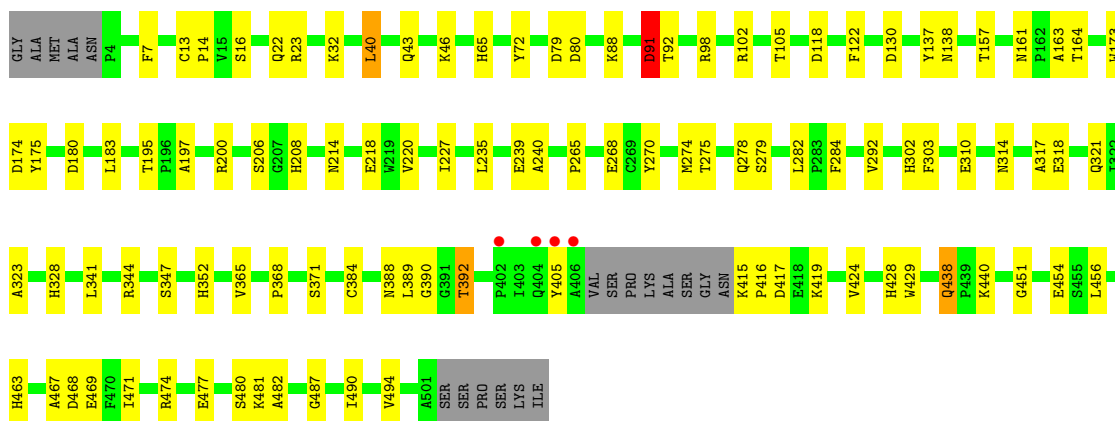 GLY ALA MET ALA ASN P4 F7 C13 P14 V15 S16 Q22 R23 K32 L40 Q43 K46 H65 Y72 D79 D80 K88 D91 T92 R98 R102 T105 D118 F122 D130 Y137 N138 T157 N161 P162 A163 T164 W173
D174 Y175 D180 L183 T195 P196 A197 R200 S206 G207 H208 N214 E218 W219 V220 I227 L235 E239 A240 P265 E268 C269 Y270 M274 T275 Q278 S279 L282 P283 F284 V292 H302 F303 E310 N314 A317 E318 Q321 I322
A323 H328 L341 R344 S347 H352 V365 P368 S371 C384 N388 L389 G390 G391 T392 P402 I403 Q404 Y405 A406 VAL SER PRO LYS ALA SER GLY ASN K415 P416 D417 E418 K419 V424 H428 W429 Q438 P439 K440 G451 E454 S455 L456
H463 A467 D468 E469 F470 I471 R474 E477 S480 K481 A482 G487 I490 V494 A501 SER SER PRO SER LYS ILE